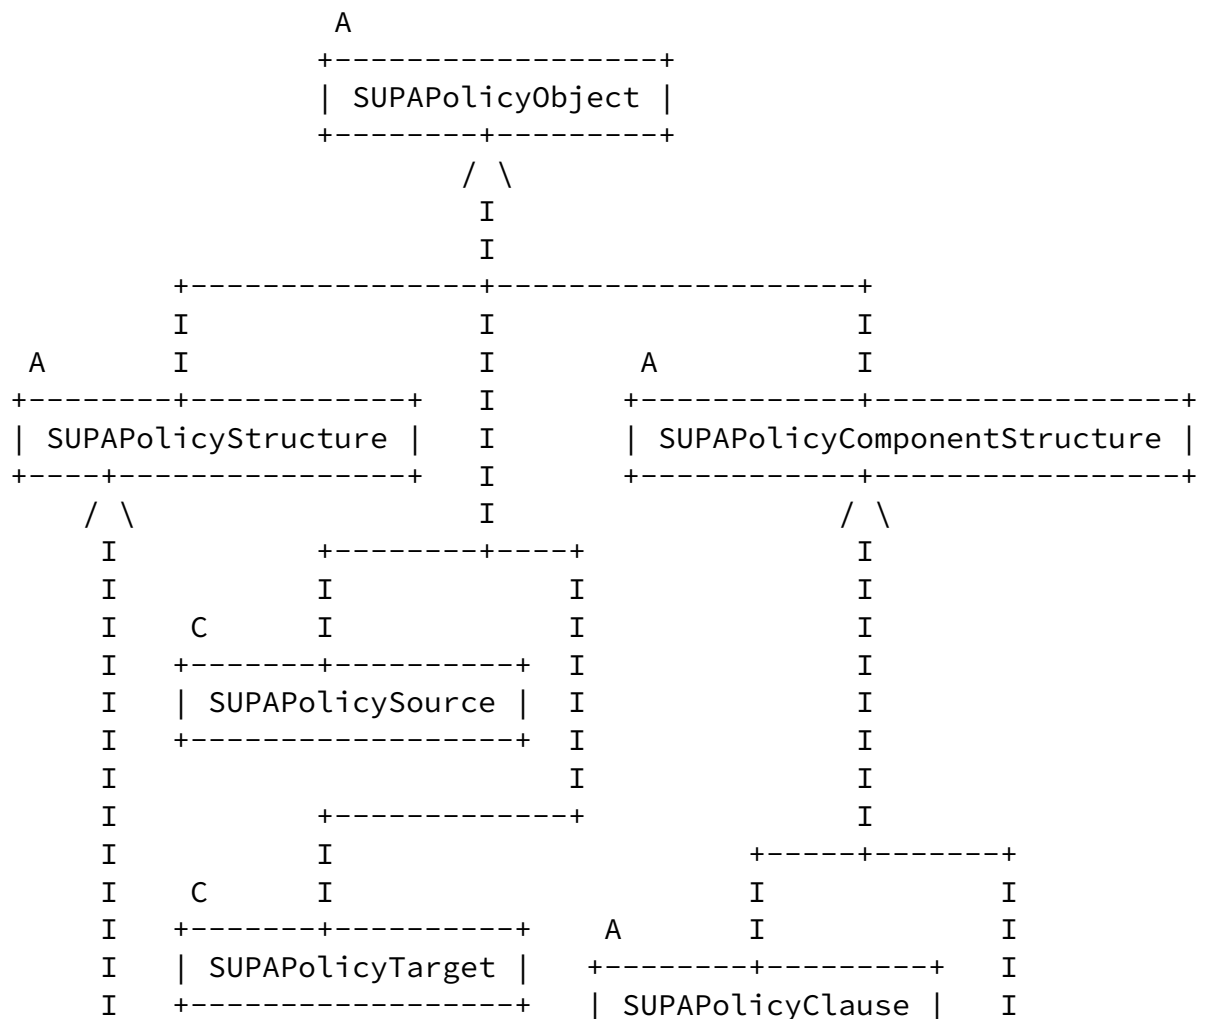 A
                 +------------------+
                 | SUPAPolicyObject |
                 +--------+---------+
                         / \
                          I
                          I
         +----------------+--------------------+
         I                I                    I
 A       I                I        A           I
+--------+------------+   I       +------------+-----------------+
| SUPAPolicyStructure |   I       | SUPAPolicyComponentStructure |
+----+----------------+   I       +------------+-----------------+
    / \                   I                   / \
     I           +--------+----+               I
     I           I             I               I
     I    C      I             I               I
     I   +-------+----------+  I               I
     I   | SUPAPolicySource |  I               I
     I   +------------------+  I               I
     I                         I               I
     I           +-------------+               I
     I           I                       +-----+-------+
     I    C      I                       I             I
     I   +-------+----------+    A       I             I
     I   | SUPAPolicyTarget |   +--------+---------+   I
     I   +------------------+   | SUPAPolicyClause |   I